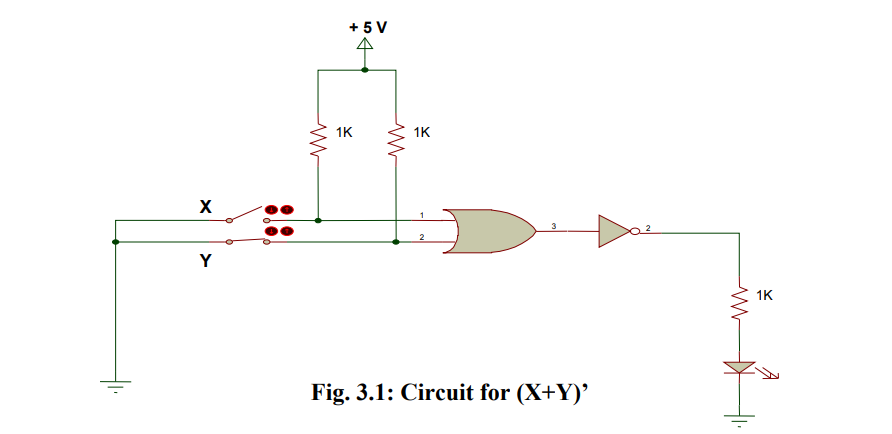 + 5 V
1K
1K
X
1
2
3
2
Y
1K
Fig. 3.1: Circuit for (X+Y)’